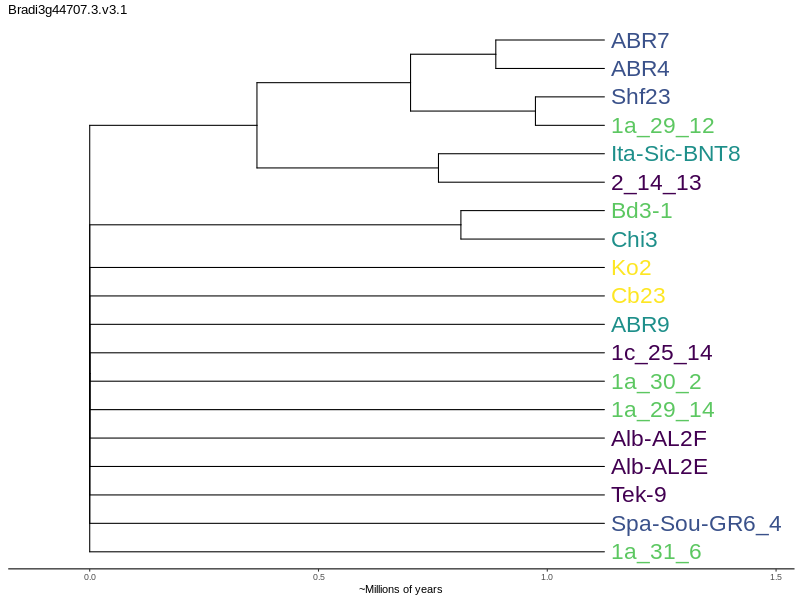 Bradi3g44707.3.v3.1
ABR7
ABR4
Shf23
1a_29_12
Ita-Sic-BNT8
2_14_13
Bd3-1
Chi3
Ko2
Cb23
ABR9
1c_25_14
1a_30_2
1a_29_14
Alb-AL2F
Alb-AL2E
Tek-9
Spa-Sou-GR6_4
1a_31_6
0.0 0.5 1.0 1.5
~Millions of years